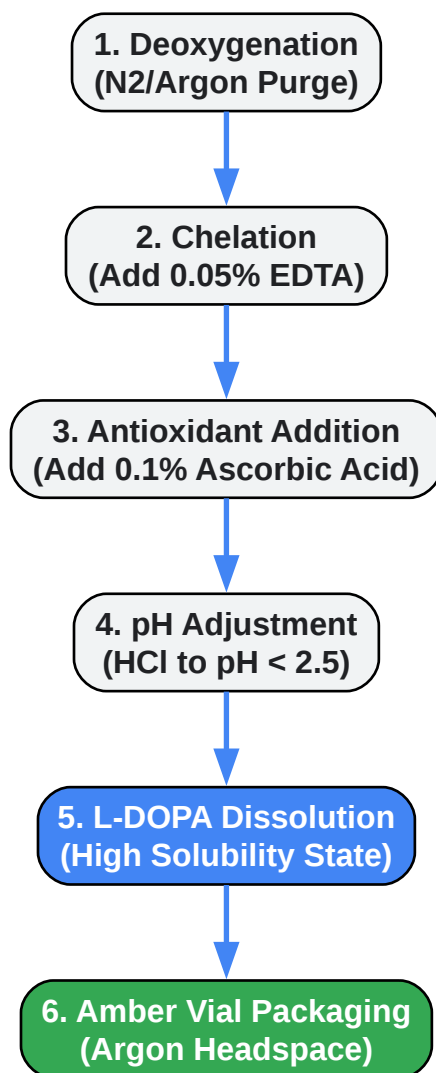 1. Deoxygenation
(N2/Argon Purge)
2. Chelation
(Add 0.05% EDTA)
3. Antioxidant Addition
(Add 0.1% Ascorbic Acid)
4. pH Adjustment
(HCl to pH < 2.5)
5. L-DOPA Dissolution
(High Solubility State)
6. Amber Vial Packaging
(Argon Headspace)